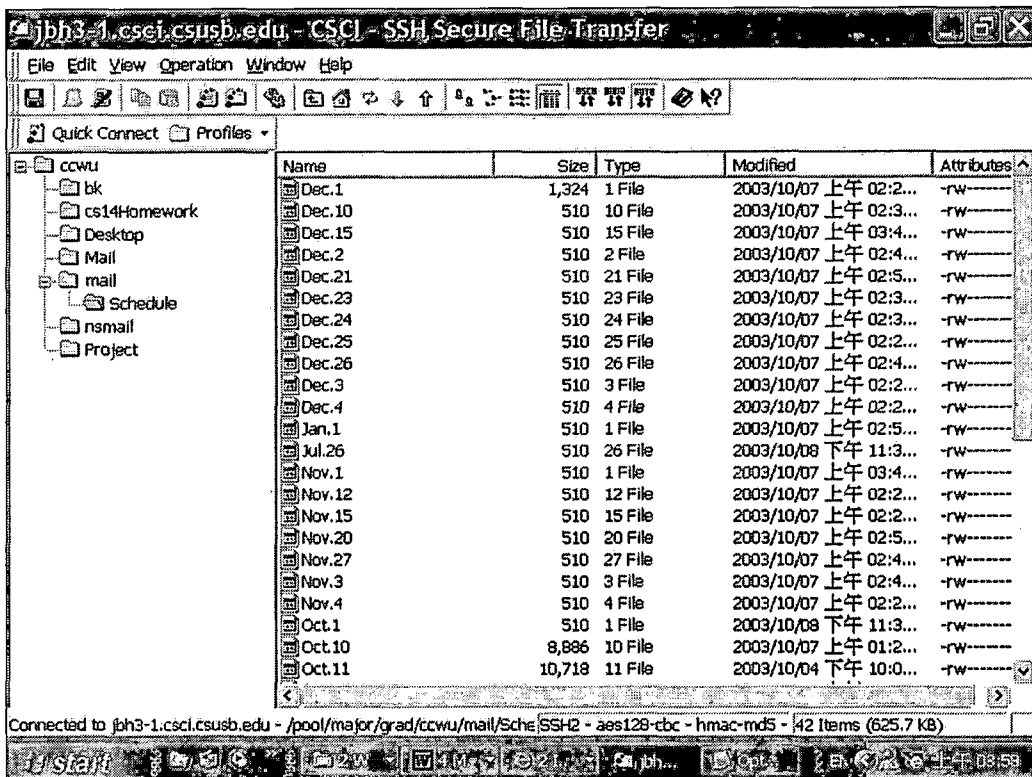 jbh3-1.csci.csusb.edu - CSCI - SSH Secure File Transfer
File Edit View Operation Window Help
Quick Connect Profiles
ccwu
bk
cs14Homework
Desktop
Mail
mail
Schedule
nsmail
Project
Name Size Type Modified Attributes
Dec.1 1,324 1 File 2003/10/07 上午 02:2... -rw-------
Dec.10 510 10 File 2003/10/07 上午 02:3... -rw-------
Dec.15 510 15 File 2003/10/07 上午 03:4... -rw-------
Dec.2 510 2 File 2003/10/07 上午 02:4... -rw-------
Dec.21 510 21 File 2003/10/07 上午 02:5... -rw-------
Dec.23 510 23 File 2003/10/07 上午 02:3... -rw-------
Dec.24 510 24 File 2003/10/07 上午 02:3... -rw-------
Dec.25 510 25 File 2003/10/07 上午 02:2... -rw-------
Dec.26 510 26 File 2003/10/07 上午 02:4... -rw-------
Dec.3 510 3 File 2003/10/07 上午 02:2... -rw-------
Dec.4 510 4 File 2003/10/07 上午 02:2... -rw-------
Jan.1 510 1 File 2003/10/07 上午 02:5... -rw-------
Jul.26 510 26 File 2003/10/08 下午 11:3... -rw-------
Nov.1 510 1 File 2003/10/07 上午 03:4... -rw-------
Nov.12 510 12 File 2003/10/07 上午 02:2... -rw-------
Nov.15 510 15 File 2003/10/07 上午 02:2... -rw-------
Nov.20 510 20 File 2003/10/07 上午 02:5... -rw-------
Nov.27 510 27 File 2003/10/07 上午 02:4... -rw-------
Nov.3 510 3 File 2003/10/07 上午 02:4... -rw-------
Nov.4 510 4 File 2003/10/07 上午 02:2... -rw-------
Oct.1 510 1 File 2003/10/08 下午 11:3... -rw-------
Oct.10 8,886 10 File 2003/10/07 上午 01:2... -rw-------
Oct.11 10,718 11 File 2003/10/04 下午 10:0... -rw-------
Connected to jbh3-1.csci.csusb.edu - /pool/major/grad/ccwu/mail/Sche SSH2 - aes128-cbc - hmac-md5 - 42 Items (625.7 KB)
start jbh... EN 上午 03:59